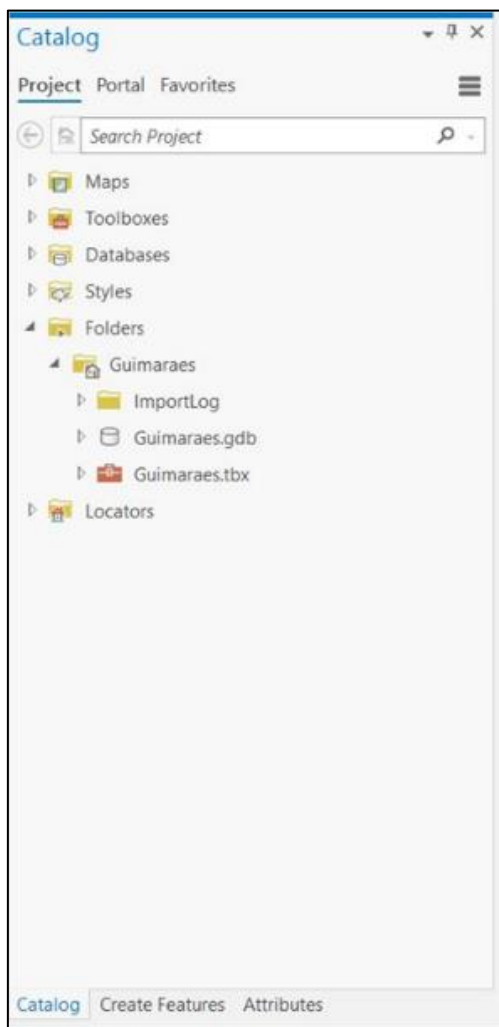 Catalog
Project Portal Favorites
Search Project
Maps
Toolboxes
Databases
Styles
Folders
Guimaraes
ImportLog
Guimaraes.gdb
Guimaraes.tbx
Locators
Catalog Create Features Attributes